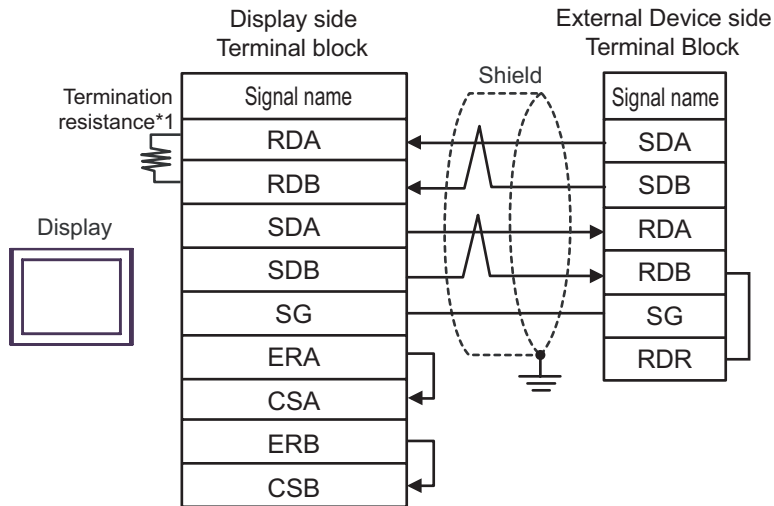 Display side
Terminal block
External Device side
Terminal Block
Termination
resistance*1
Shield
Display
Signal name
RDA
RDB
SDA
SDB
SG
ERA
CSA
ERB
CSB
Signal name
SDA
SDB
RDA
RDB
SG
RDR